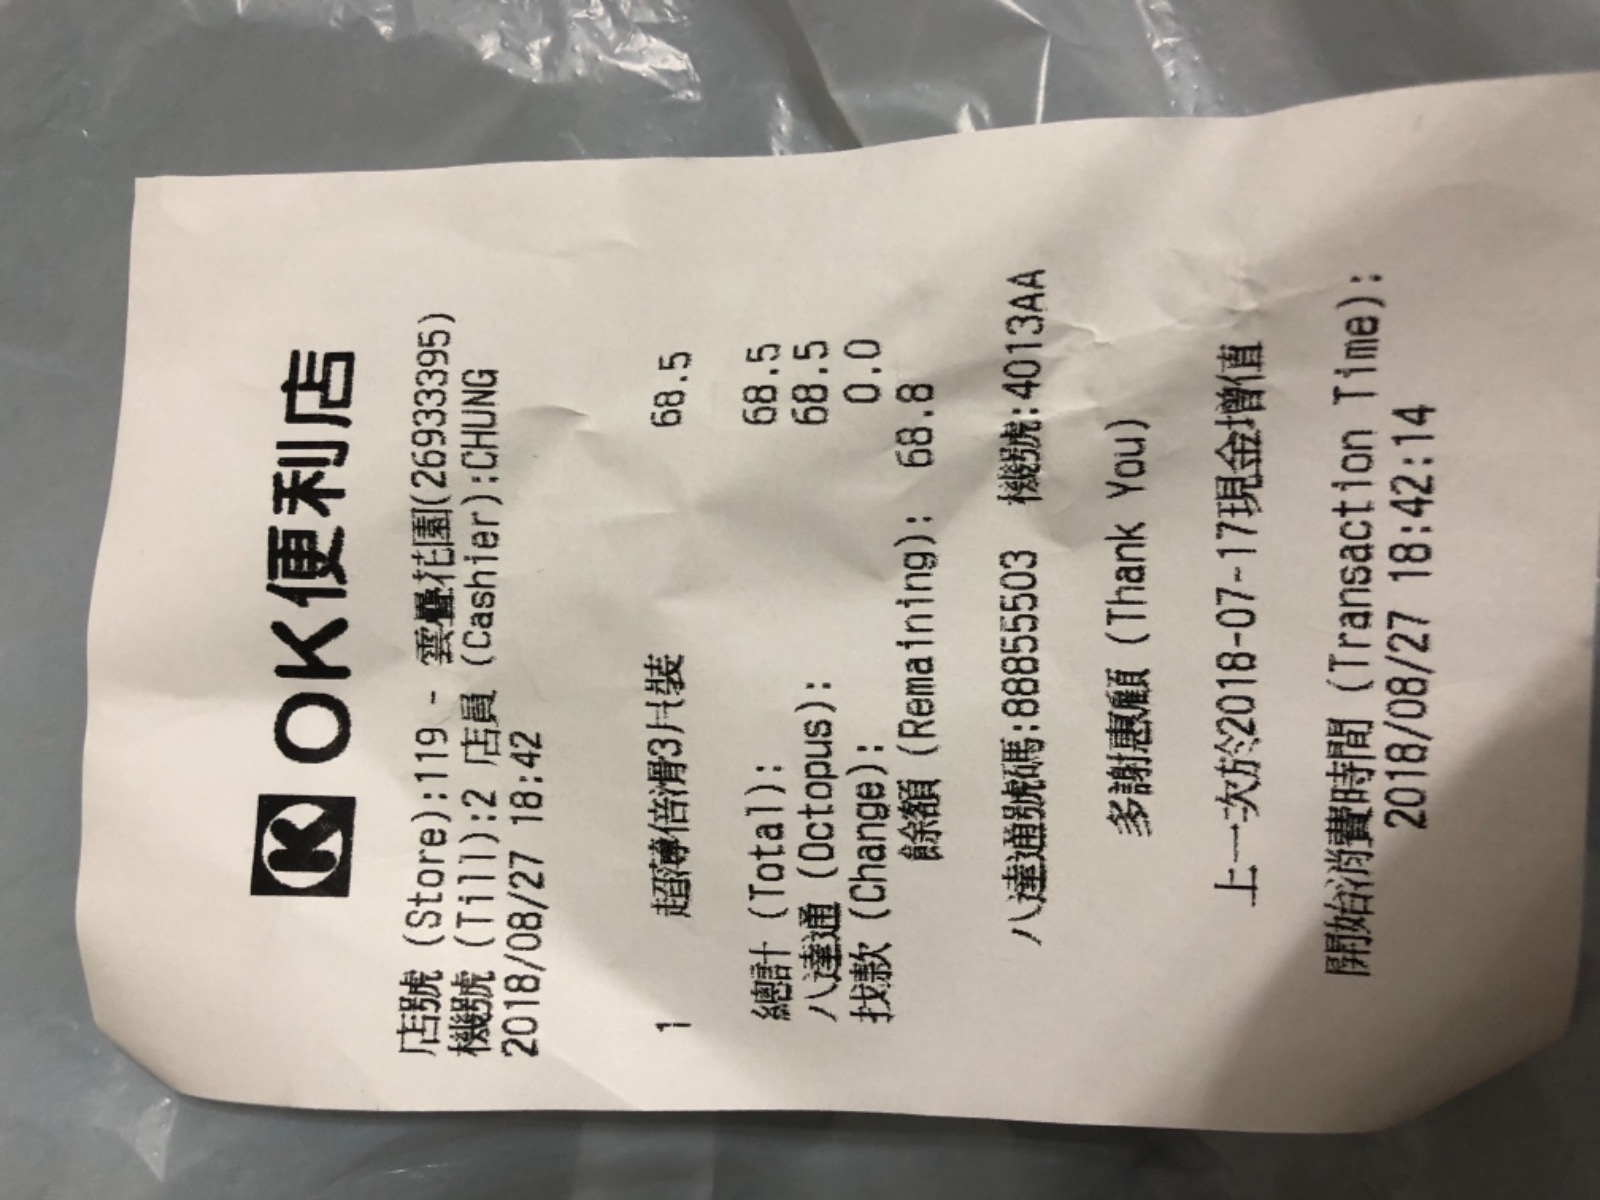 K OK便利店
店號 (Store):119 - 雲疊花園(26933395)
機號 (Till):2 店員 (Cashier):CHUNG
2018/08/27 18:42
1 超薄倍滑3片裝 68.5
總計 (Total): 68.5
八達通 (Octopus): 68.5
找款 (Change): 0.0
餘額 (Remaining): 68.8
八達通號碼:88855503 機號:4013AA
多謝惠顧 (Thank You)
上一次於2018-07-17現金增值
開始消費時間 (Transaction Time):
2018/08/27 18:42:14